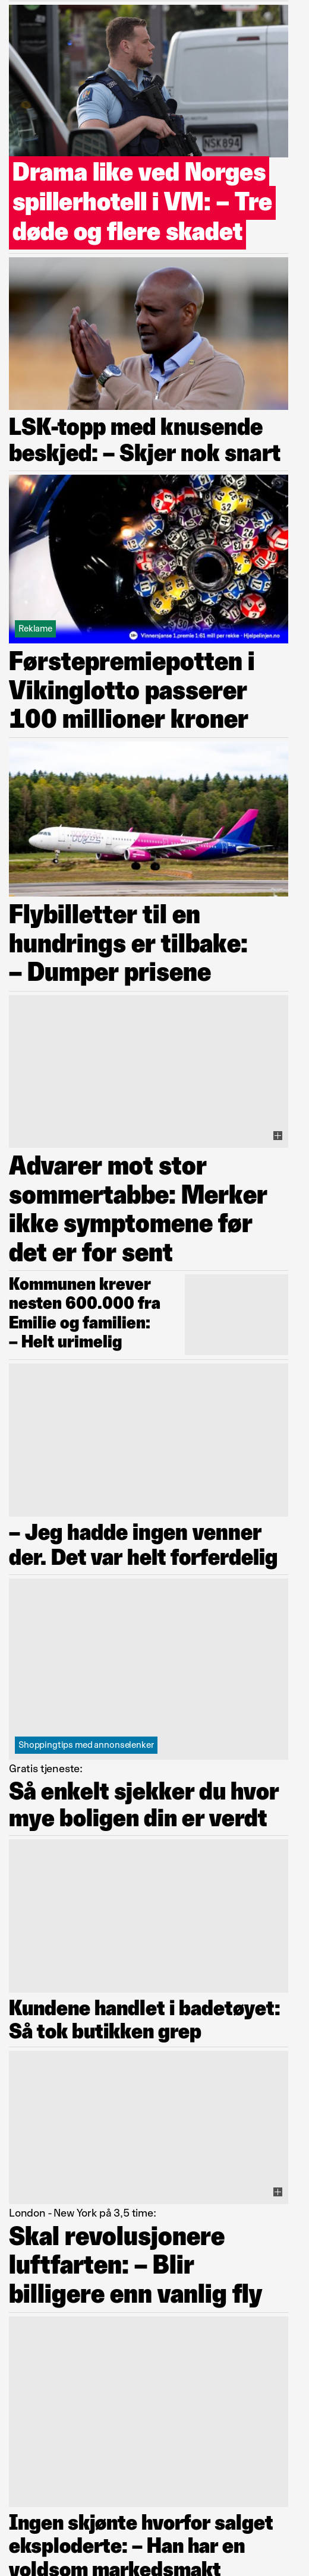 NSK894
Drama like ved Norges
spillerhotell i VM: – Tre
døde og flere skadet
LSK-topp med knusende
beskjed: – Skjer nok snart
Reklame
Vinnersjanse 1.premie 1:61 mill per rekke - Hjelpelinjen.no
Førstepremiepotten i
Vikinglotto passerer
100 millioner kroner
Flybilletter til en
hundrings er tilbake:
– Dumper prisene
Advarer mot stor
sommertabbe: Merker
ikke symptomene før
det er for sent
Kommunen krever
nesten 600.000 fra
Emilie og familien:
– Helt urimelig
– Jeg hadde ingen venner
der. Det var helt forferdelig
Shoppingtips med annonselenker
Gratis tjeneste:
Så enkelt sjekker du hvor
mye boligen din er verdt
Kundene handlet i badetøyet:
Så tok butikken grep
London - New York på 3,5 time:
Skal revolusjonere
luftfarten: – Blir
billigere enn vanlig fly
Ingen skjønte hvorfor salget
eksploderte: – Han har en
voldsom markedsmakt